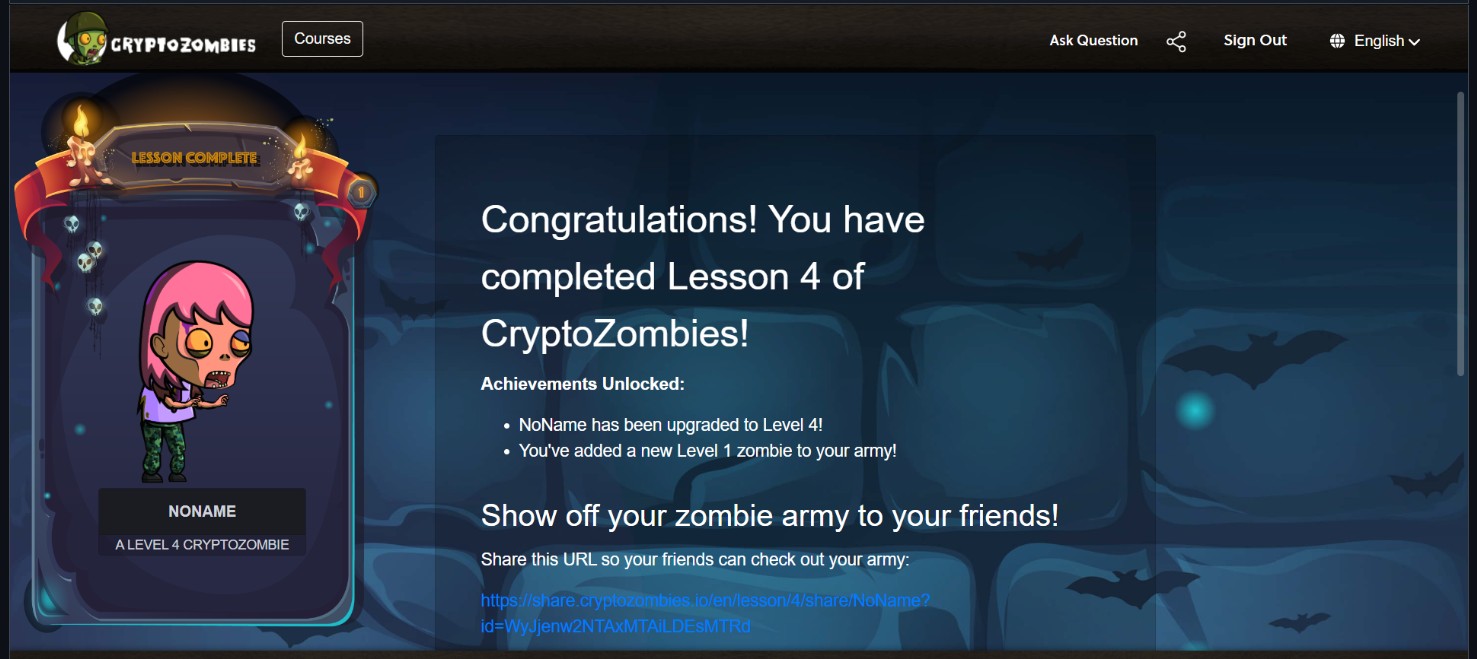 CRYPTOZOMBIES
Courses
Ask Question
Sign Out
English
LESSON COMPLETE
1
NONAME
A LEVEL 4 CRYPTOZOMBIE
Congratulations! You have
completed Lesson 4 of
CryptoZombies!
Achievements Unlocked:
NoName has been upgraded to Level 4!
You've added a new Level 1 zombie to your army!
Show off your zombie army to your friends!
Share this URL so your friends can check out your army:
https://share.cryptozombies.io/en/lesson/4/share/NoName?
id=WyJjenw2NTAxMTAiLDEsMTRd